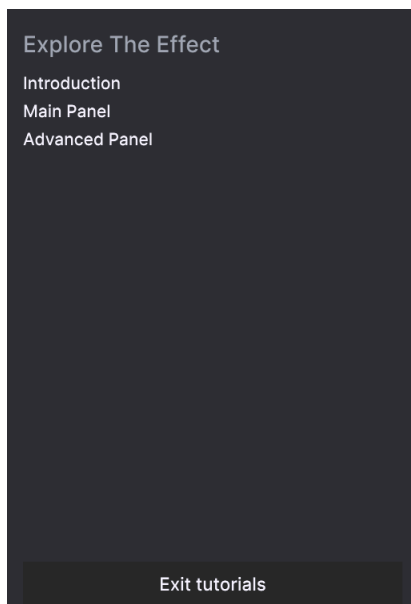 Explore The Effect
Introduction
Main Panel
Advanced Panel
Exit tutorials